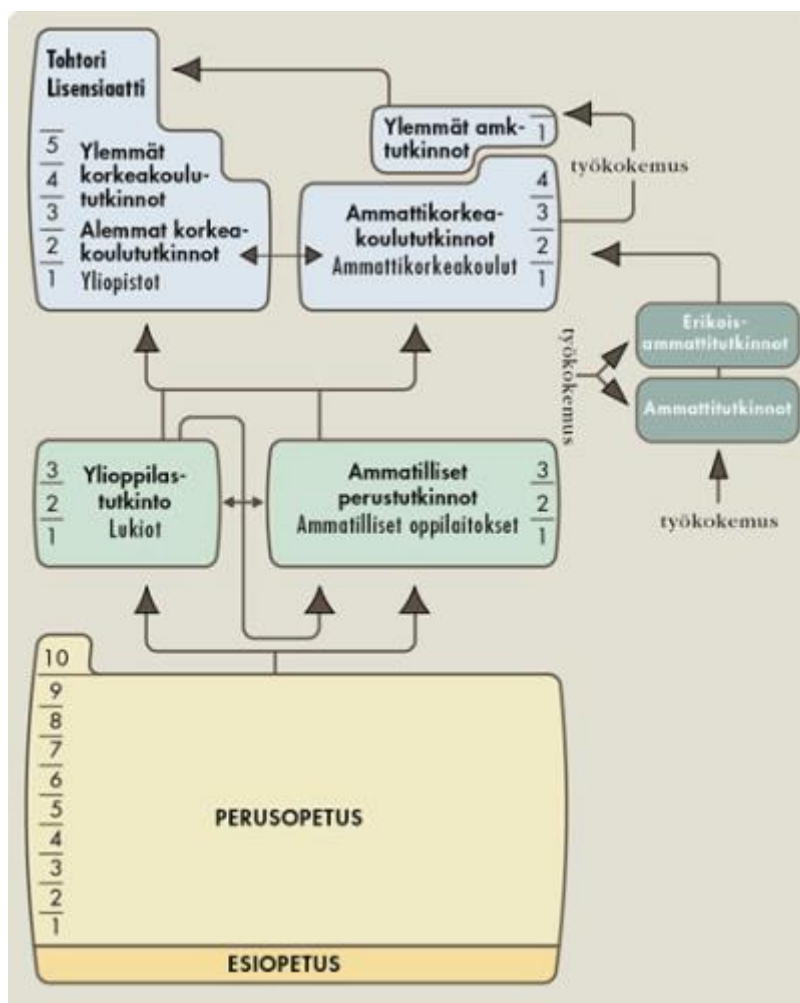 Tohtori
Lisensiaatti
5
4
3
2
1
Ylemmät
korkeakoulu-
tutkinnot
Alemmat korkea-
koulututkinnot
Yliopistot
Ylemmät amk-
tutkinnot
1
työkokemus
Ammattikorkea-
koulututkinnot
Ammattikorkeakoulut
4
3
2
1
työkokemus
Erikois-
ammattitutkinnot
Ammattitutkinnot
työkokemus
3
2
1
Ylioppilas-
tutkinto
Lukiot
Ammatilliset
perustutkinnot
Ammatilliset oppilaitokset
3
2
1
10
9
8
7
6
5
4
3
2
1
PERUSOPETUS
ESIOPETUS